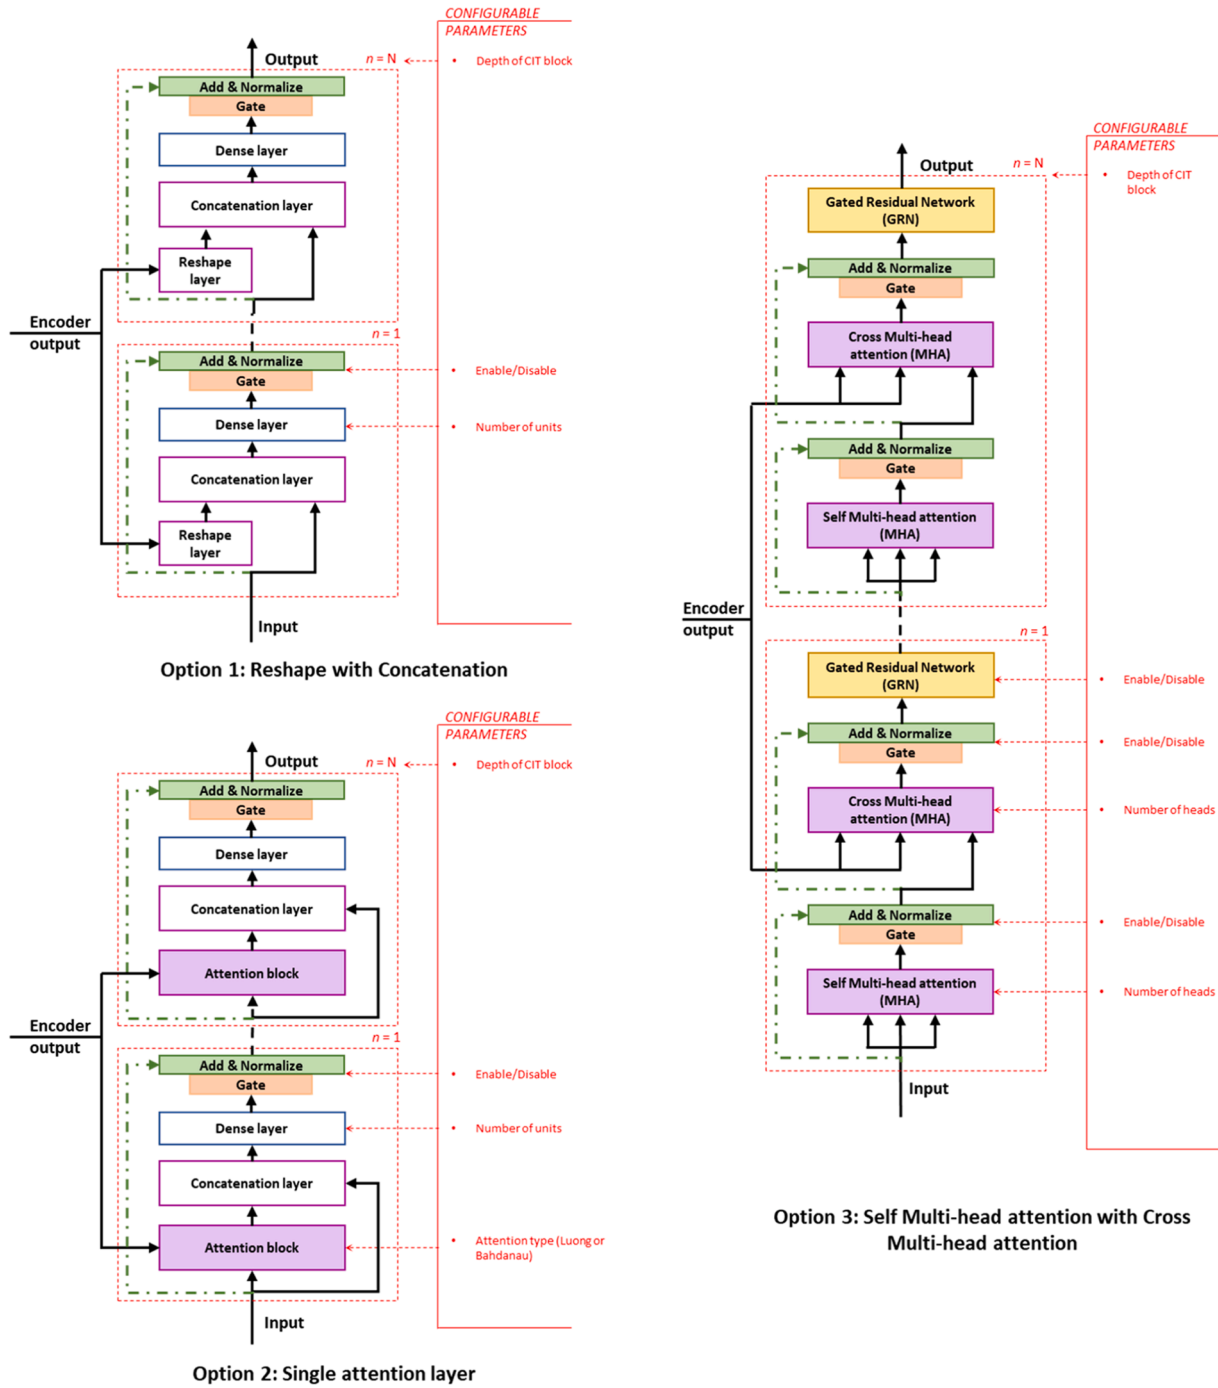 CONFIGURABLE
PARAMETERS
Output
n = N
• Depth of CIT block
Add & Normalize
Gate
Dense layer
Concatenation layer
Reshape
layer
Encoder
output
n = 1
Add & Normalize
• Enable/Disable
Gate
Dense layer
• Number of units
Concatenation layer
Reshape
layer
Input
Option 1: Reshape with Concatenation
CONFIGURABLE
PARAMETERS
Output
n = N
• Depth of CIT block
Add & Normalize
Gate
Dense layer
Concatenation layer
Attention block
Encoder
output
n = 1
Add & Normalize
• Enable/Disable
Gate
Dense layer
• Number of units
Concatenation layer
Attention block
• Attention type (Luong or
Bahdanau)
Input
Option 2: Single attention layer
CONFIGURABLE
PARAMETERS
Output
n = N
• Depth of CIT
block
Gated Residual Network
(GRN)
Add & Normalize
Gate
Cross Multi-head
attention (MHA)
Add & Normalize
Gate
Self Multi-head attention
(MHA)
Encoder
output
n = 1
Gated Residual Network
(GRN)
• Enable/Disable
Add & Normalize
• Enable/Disable
Gate
Cross Multi-head
attention (MHA)
• Number of heads
Add & Normalize
• Enable/Disable
Gate
Self Multi-head attention
(MHA)
• Number of heads
Input
Option 3: Self Multi-head attention with Cross
Multi-head attention